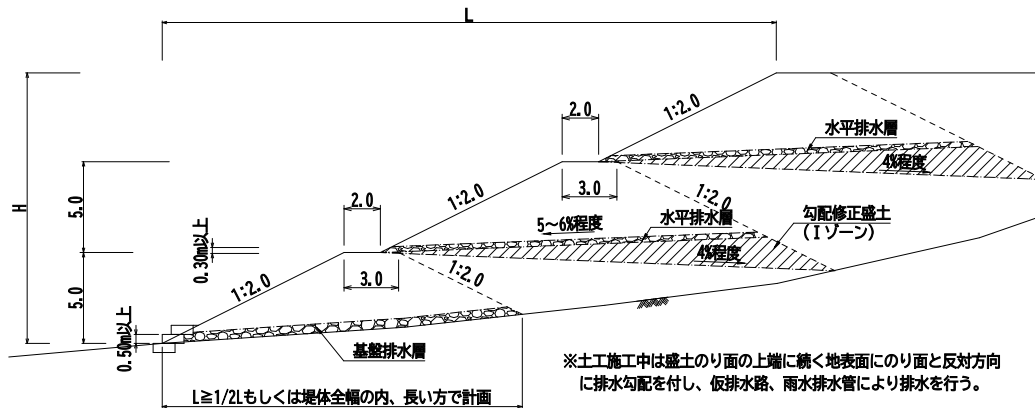 L
1:2.0
2.0
水平排水層
4%程度
H
5.0
1:2.0
3.0
1:2.0
2.0
5～6%程度
水平排水層
勾配修正盛土
(Iゾーン)
0.30m以上
4%程度
5.0
1:2.0
3.0
1:2.0
0.50m以上
基盤排水層
※土工施工中は盛土のり面の上端に続く地表面にのり面と反対方向
に排水勾配を付し、仮排水路、雨水排水管により排水を行う。
L≧1/2Lもしくは堤体全幅の内、長い方で計画